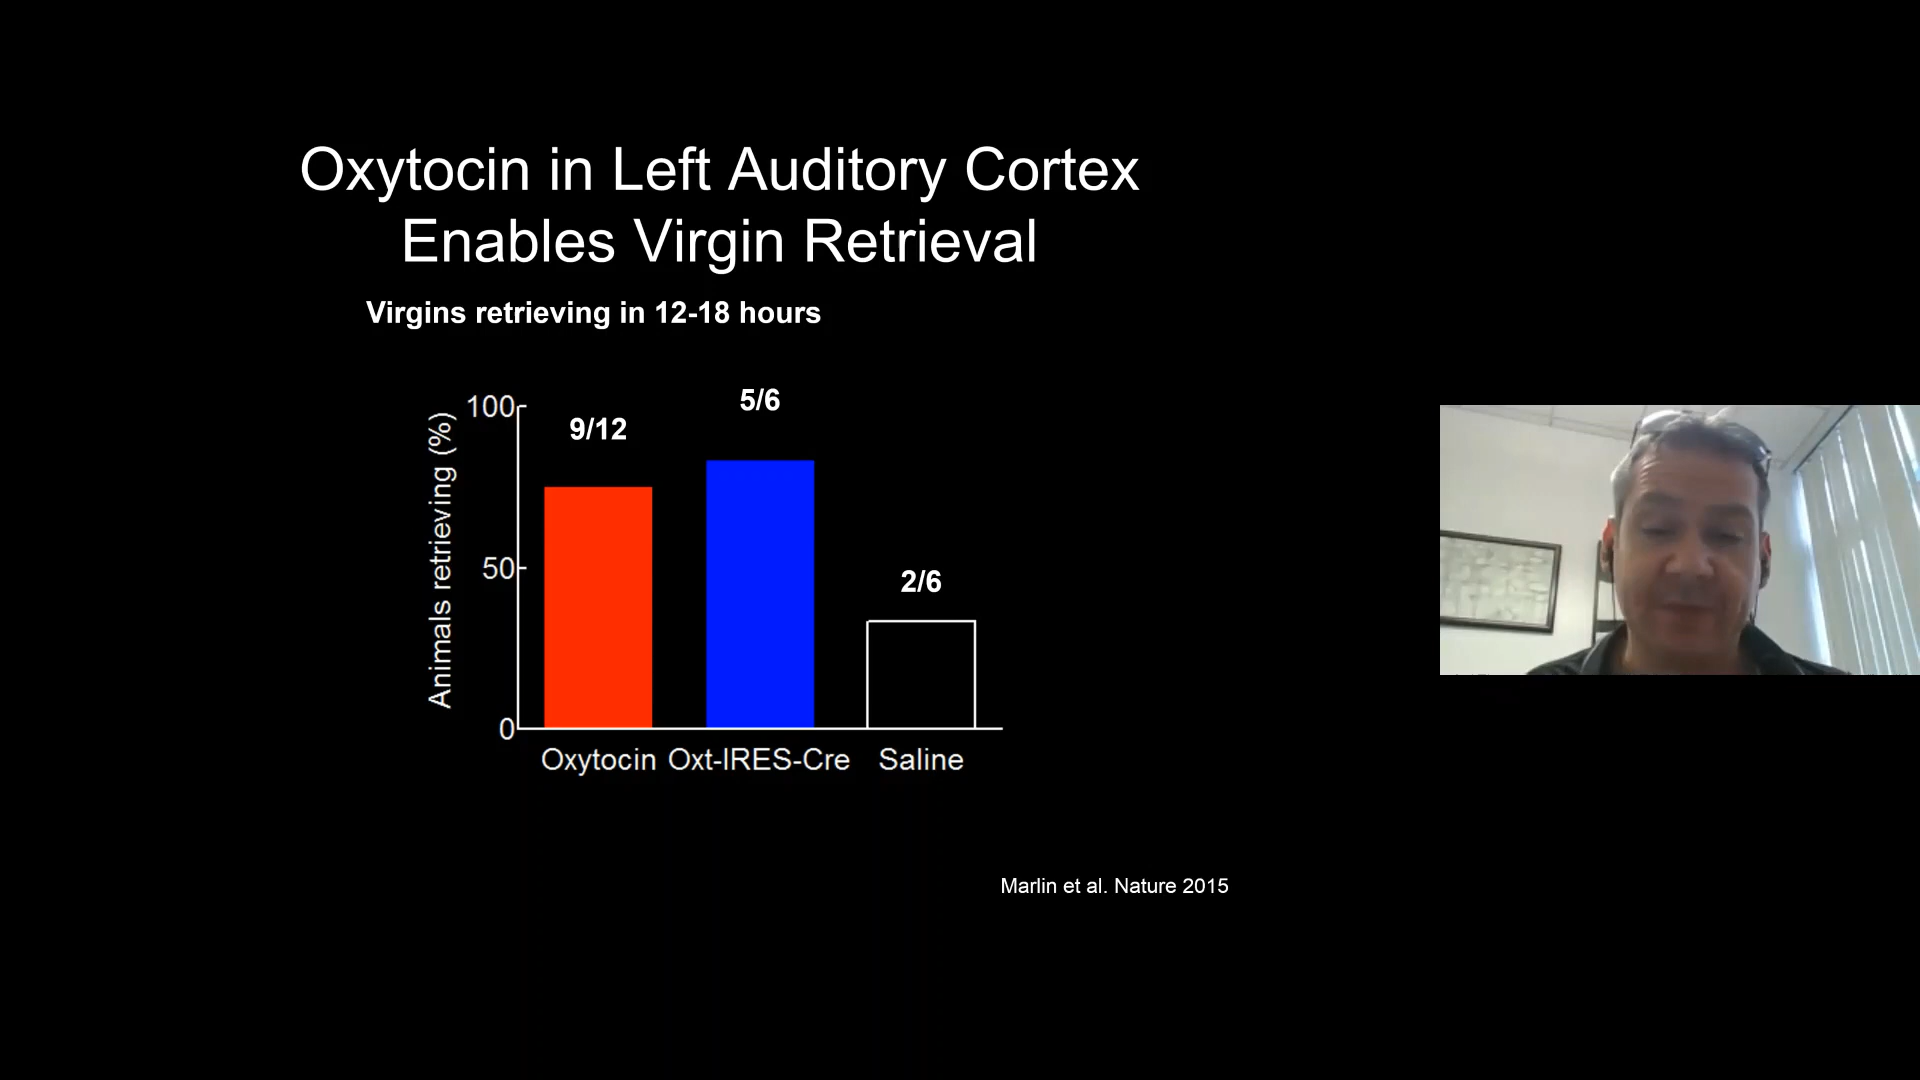 Oxytocin in Left Auditory Cortex
Enables Virgin Retrieval
Virgins retrieving in 12-18 hours
Animals retrieving (%)
100
50
0
9/12
5/6
2/6
Oxytocin
Oxt-IRES-Cre
Saline
Marlin et al. Nature 2015